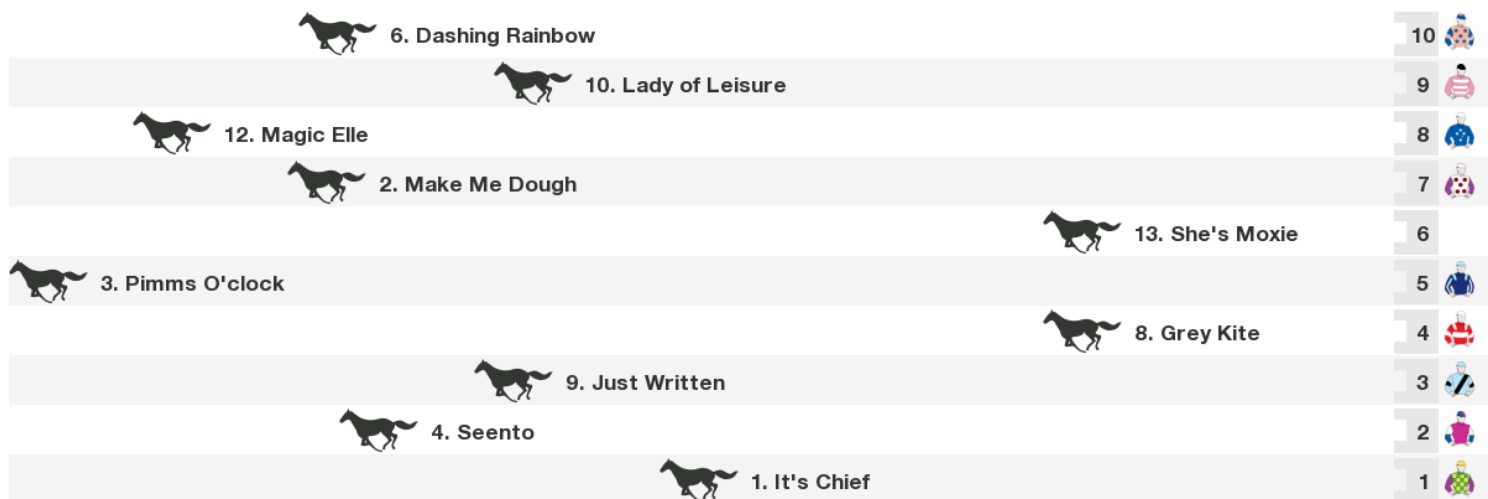 6. Dashing Rainbow 10
10. Lady of Leisure 9
12. Magic Elle 8
2. Make Me Dough 7
13. She's Moxie 6
3. Pimms O'clock 5
8. Grey Kite 4
9. Just Written 3
4. Seento 2
1. It's Chief 1